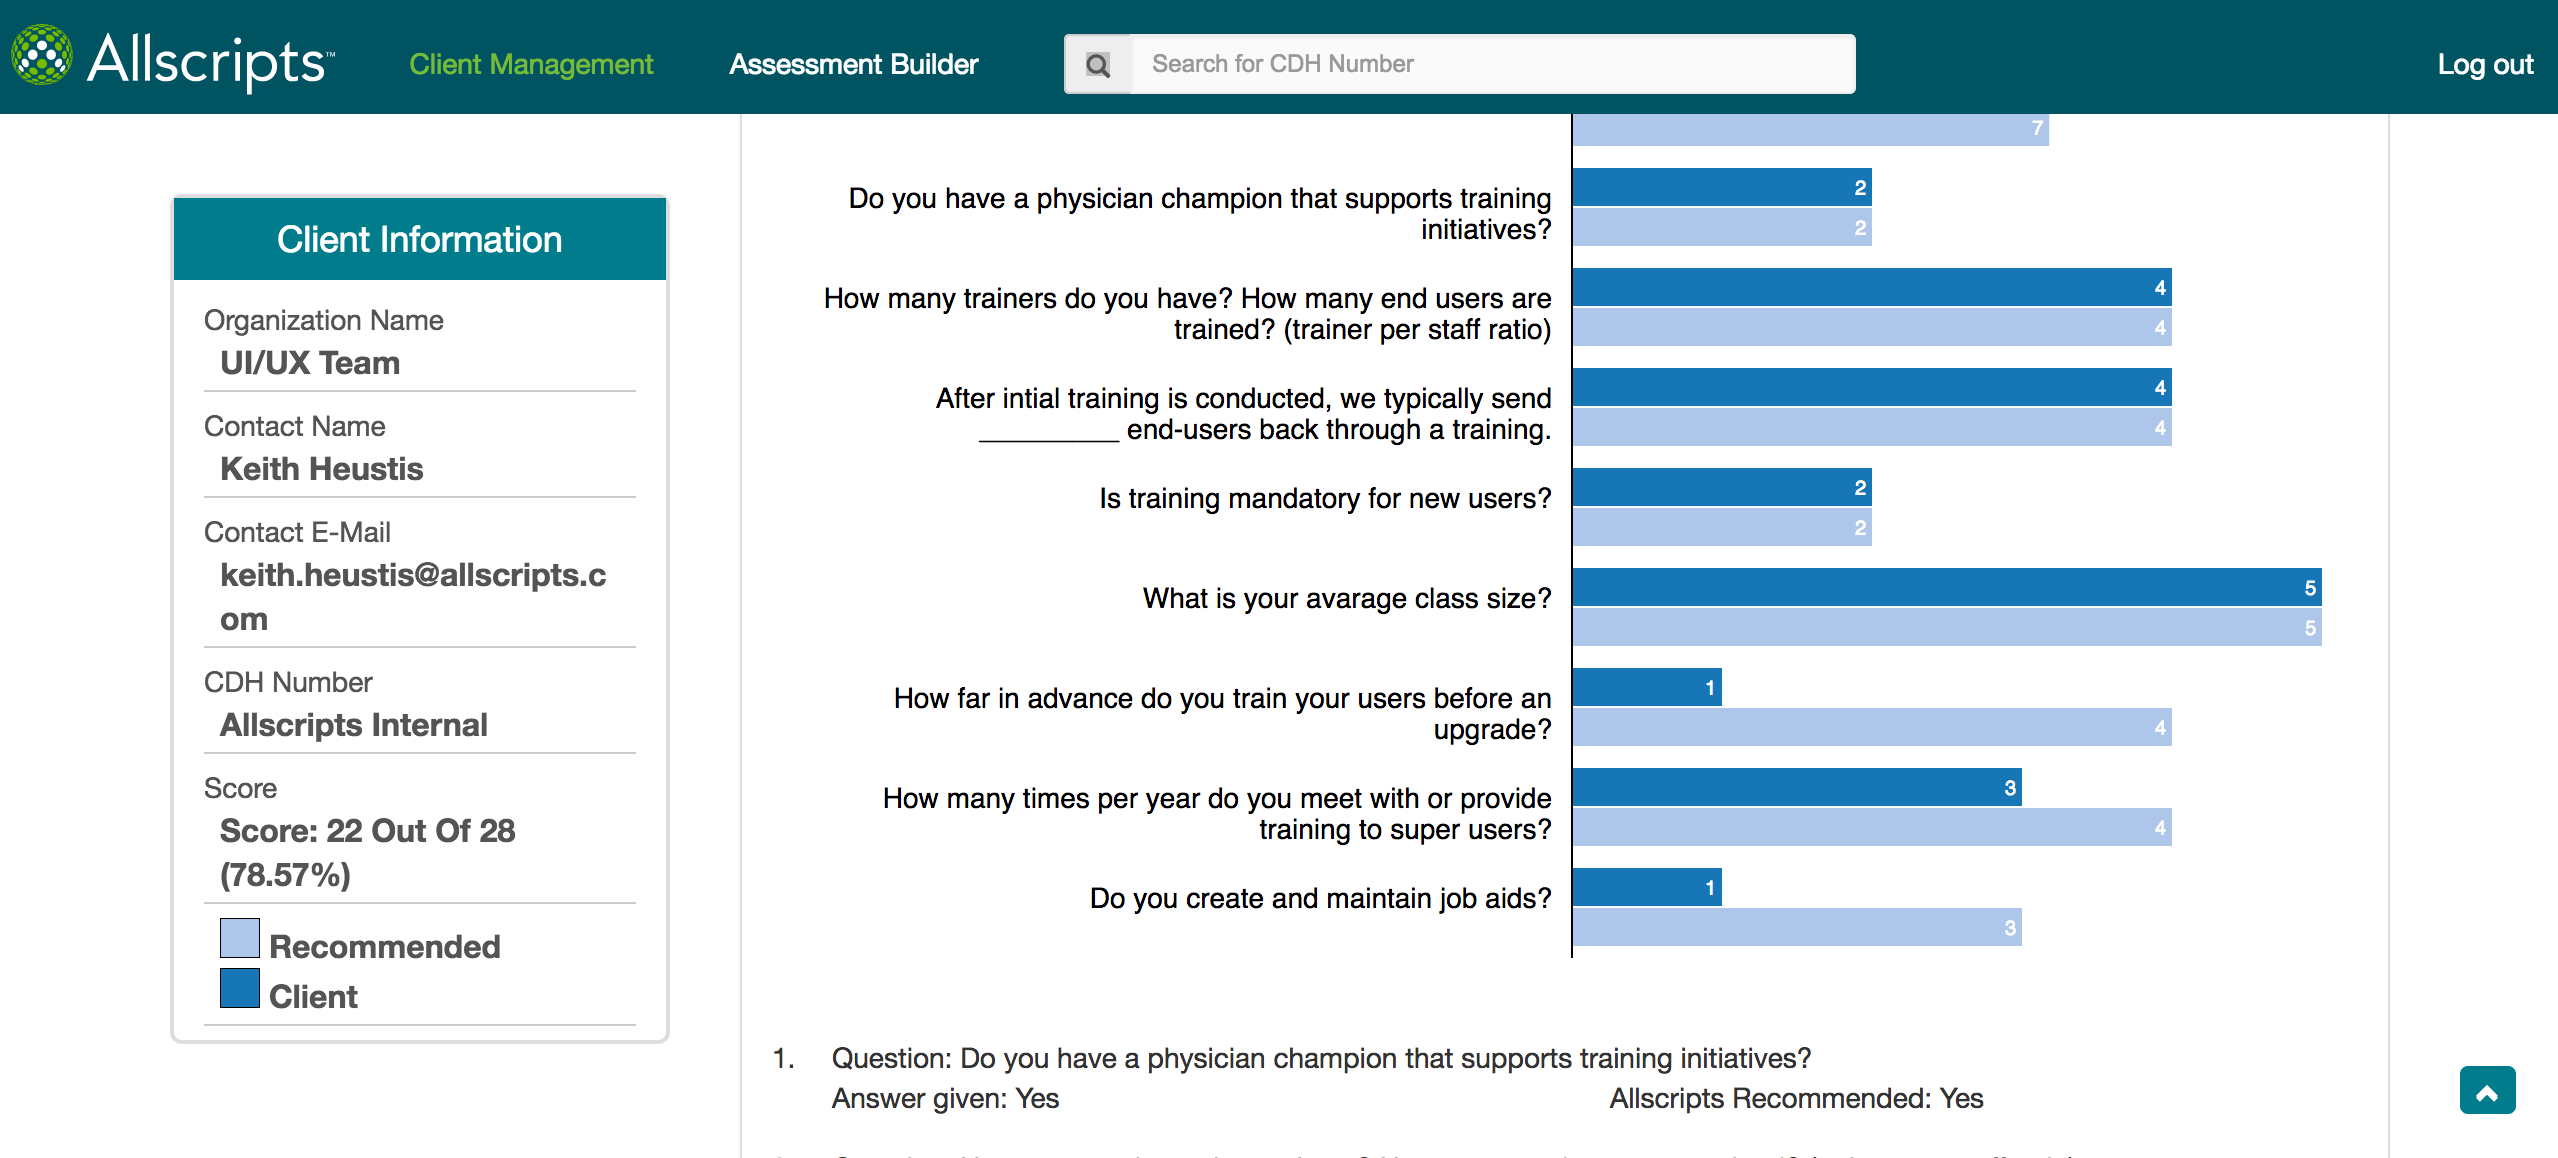 Allscripts™
Client Management
Assessment Builder
Search for CDH Number
Log out
Client Information
Organization Name
UI/UX Team
Contact Name
Keith Heustis
Contact E-Mail
keith.heustis@allscripts.c
om
CDH Number
Allscripts Internal
Score
Score: 22 Out Of 28
(78.57%)
Recommended
Client
7
Do you have a physician champion that supports training
initiatives?
2
2
How many trainers do you have? How many end users are
trained? (trainer per staff ratio)
4
4
After intial training is conducted, we typically send
_________ end-users back through a training.
4
4
Is training mandatory for new users?
2
2
What is your avarage class size?
5
5
How far in advance do you train your users before an
upgrade?
1
4
How many times per year do you meet with or provide
training to super users?
3
4
Do you create and maintain job aids?
1
3
1. Question: Do you have a physician champion that supports training initiatives?
Answer given: Yes
Allscripts Recommended: Yes